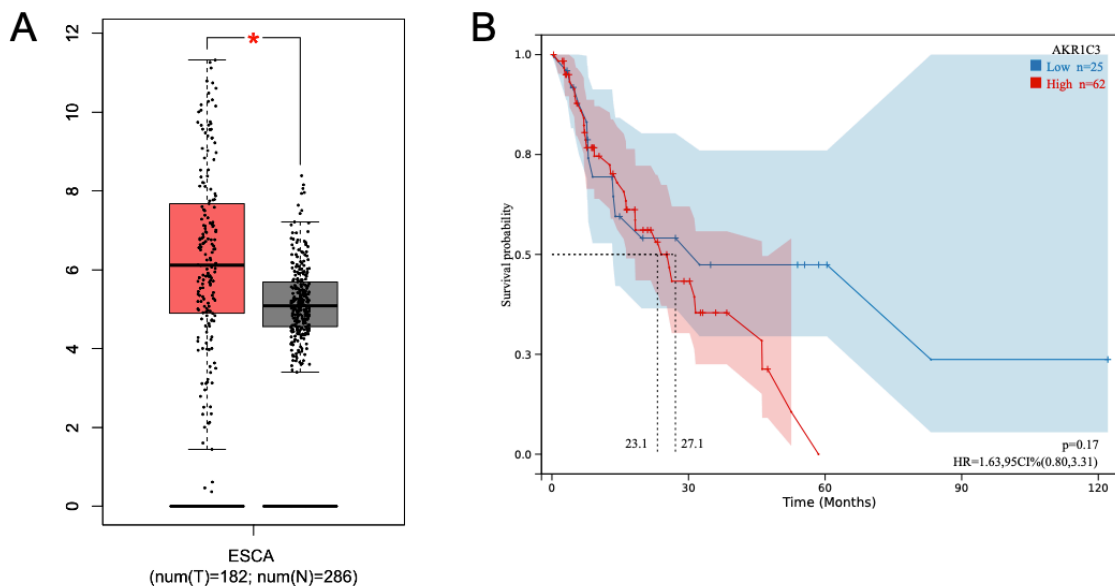 A
12
10
8
6
4
2
0
*
ESCA
(num(T)=182; num(N)=286)
B
AKR1C3
Low n=25
High n=62
Survival probability
1.0
0.8
0.5
0.3
0.0
23.1
27.1
p=0.17
HR=1.63,95CI%(0.80,3.31)
0
30
60
90
120
Time (Months)